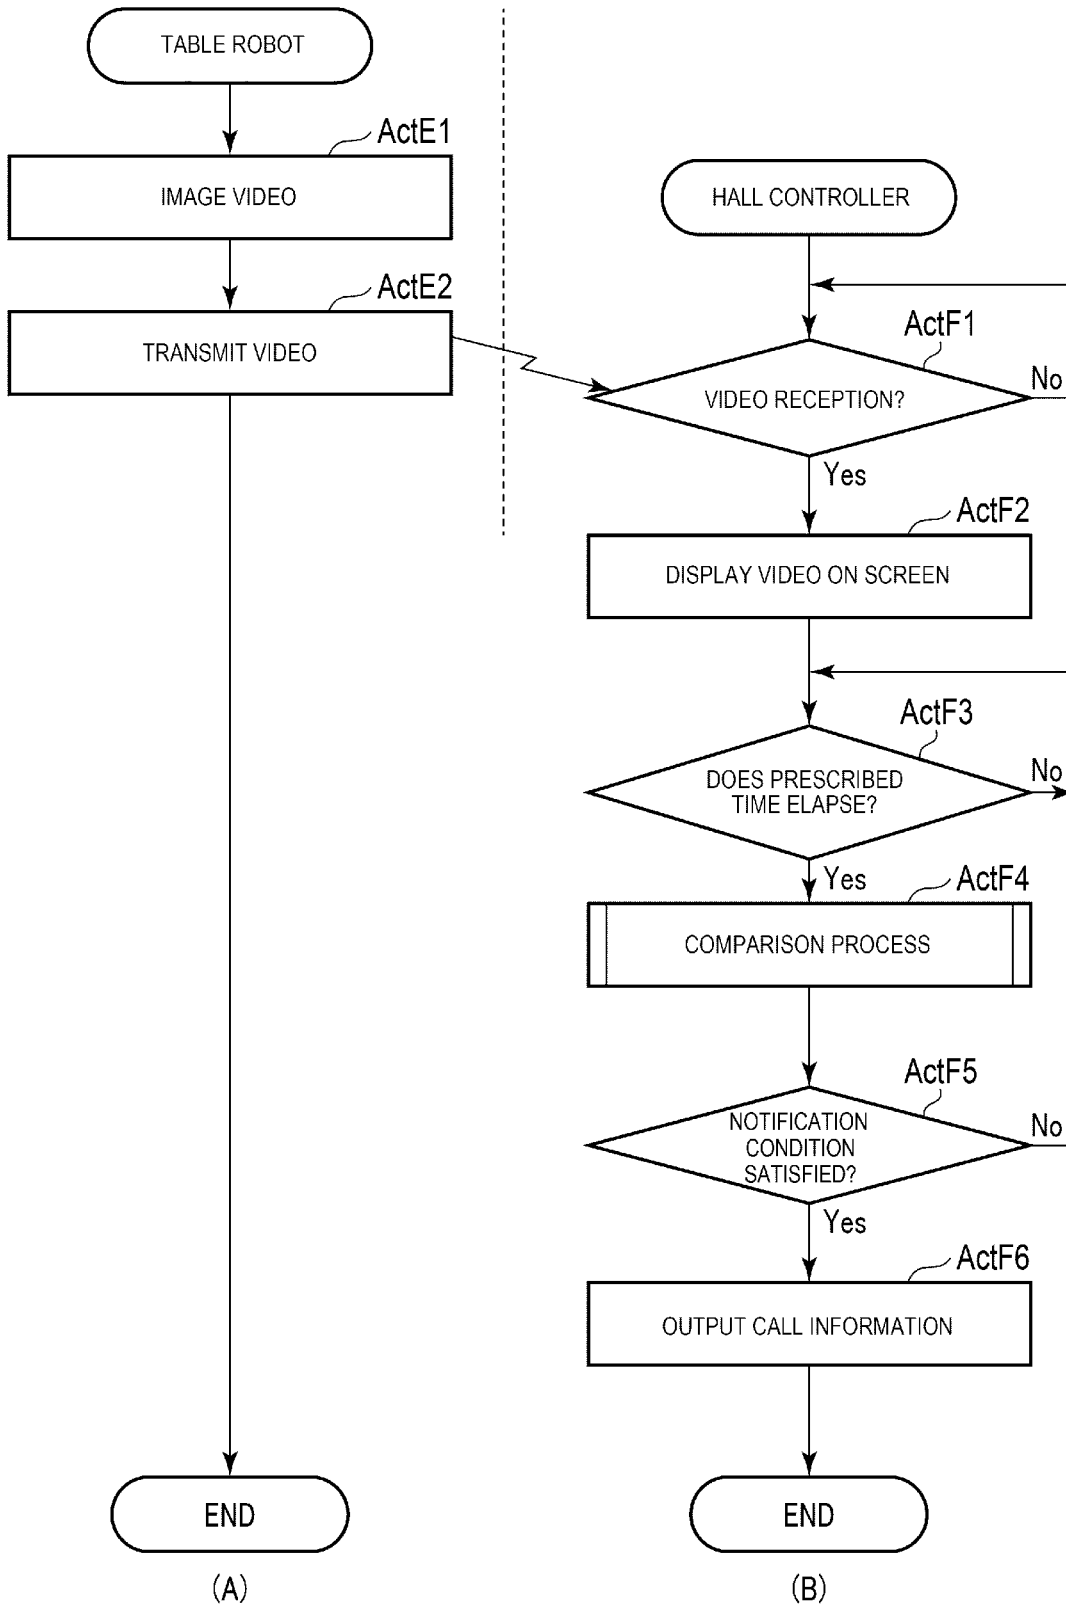 TABLE ROBOT
ActE1
IMAGE VIDEO
ActE2
TRANSMIT VIDEO
END
(A)
HALL CONTROLLER
ActF1
VIDEO RECEPTION?
No
Yes
ActF2
DISPLAY VIDEO ON SCREEN
ActF3
DOES PRESCRIBED
TIME ELAPSE?
No
Yes
ActF4
COMPARISON PROCESS
ActF5
NOTIFICATION
CONDITION
SATISFIED?
No
Yes
ActF6
OUTPUT CALL INFORMATION
END
(B)